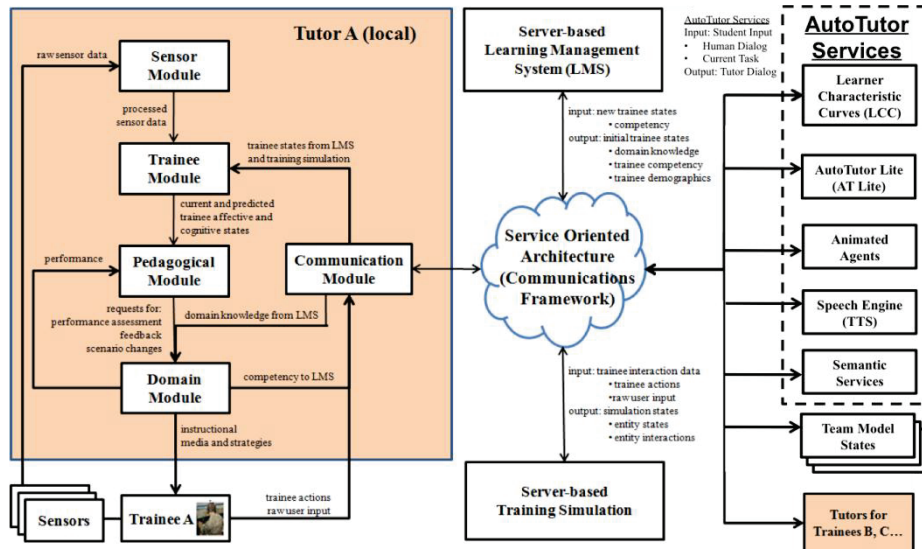 Tutor A (local)
raw sensor data
Sensor
Module
processed
sensor data
Trainee
Module
trainee states from LMS
and training simulation
current and predicted
trainee affective and
cognitive states
performance
Pedagogical
Module
Communication
Module
requests for:
performance assessment
feedback
scenario changes
domain knowledge from LMS
Domain
Module
competency to LMS
instructional
media and strategies
Sensors
Trainee A
trainee actions
raw user input
Server-based
Learning Management
System (LMS)
input: new trainee states
• competency
output: initial trainee states
• domain knowledge
• trainee competency
• trainee demographics
Service Oriented
Architecture
(Communications
Framework)
input: trainee interaction data
• trainee actions
•raw user input
output: simulation states
• entity states
• entity interactions
Server-based
Training Simulation
AutoTutor Services
Input: Student Input
• Human Dialog
• Current Task
Output: Tutor Dialog
AutoTutor
Services
Learner
Characteristic
Curves (LCC)
AutoTutor Lite
(AT Lite)
Animated
Agents
Speech Engine
(TTS)
Semantic
Services
Team Model
States
Tutors for
Trainees B, C…